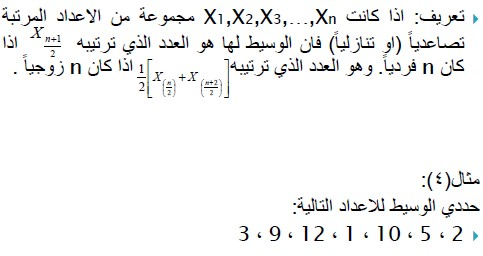 تعريف: اذا كانت X1,X2,X3,…,Xn مجموعة من الاعداد المرتبة
تصاعدياً (او تنازلياً) فان الوسيط لها هو العدد الذي ترتيبه X_{\frac{n+1}{2}} اذا
كان n فردياً. وهو العدد الذي ترتيبه \frac{1}{2}\left[X_{\left(\frac{n}{2}\right)}+X_{\left(\frac{n+2}{2}\right)}\right] اذا كان n زوجياً .
مثال(٤):
حددي الوسيط للاعداد التالية:
2 ، 5 ، 10 ، 1 ، 12 ، 9 ، 3